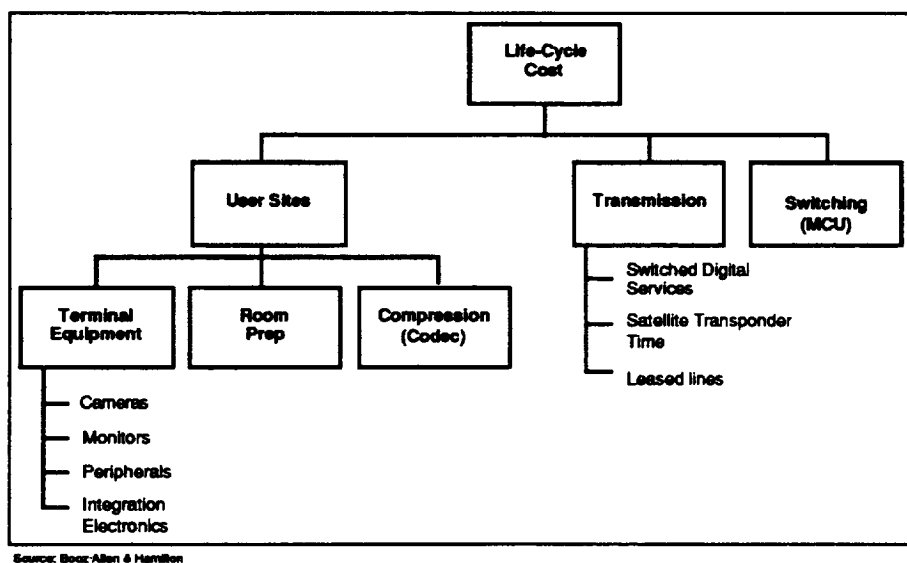 Life-Cycle
Cost
User Sites
Transmission
Switching
(MCU)
Switched Digital
Services
Satellite Transponder
Time
Leased lines
Terminal
Equipment
Room
Prep
Compression
(Codec)
Cameras
Monitors
Peripherals
Integration
Electronics
Source: Booz·Allen & Hamilton